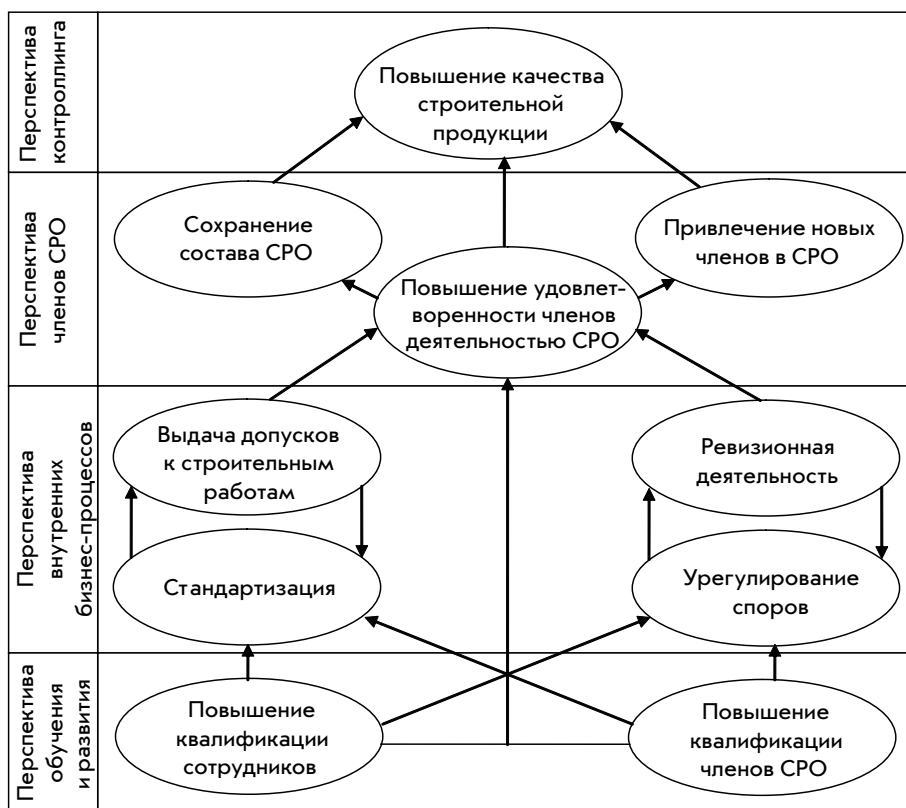 Перспектива
контроллинга
Повышение качества
строительной
продукции
Перспектива
членов СРО
Сохранение
состава СРО
Привлечение новых
членов в СРО
Повышение удовлет-
воренности членов
деятельностью СРО
Перспектива
внутренних
бизнес-процессов
Выдача допусков
к строительным
работам
Ревизионная
деятельность
Стандартизация
Урегулирование
споров
Перспектива
обучения
и развития
Повышение
квалификации
сотрудников
Повышение
квалификации
членов СРО